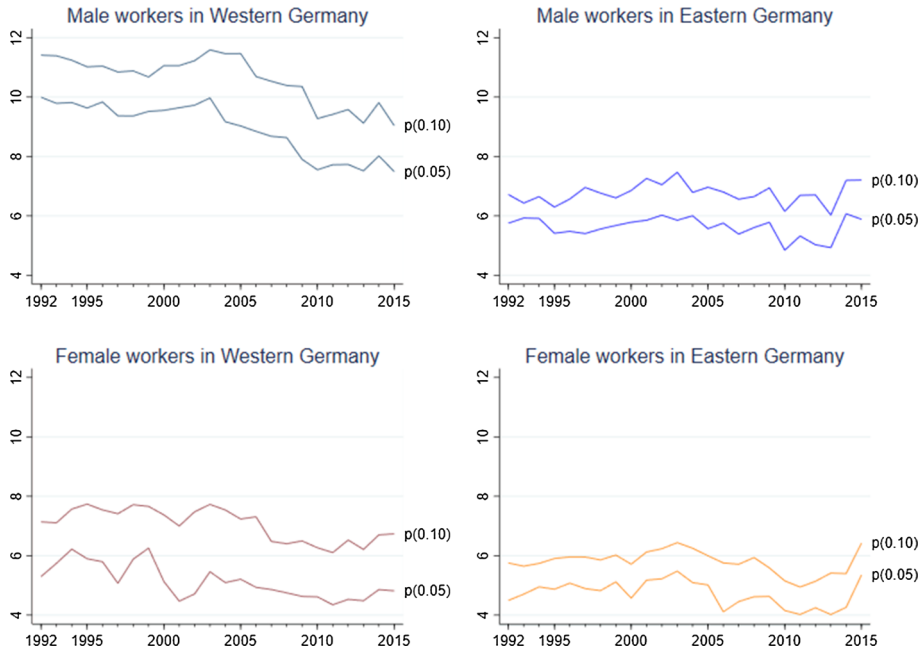 Male workers in Western Germany
12
10
8
6
4
p(0.10)
p(0.05)
1992 1995 2000 2005 2010 2015
Male workers in Eastern Germany
12
10
8
6
4
p(0.10)
p(0.05)
1992 1995 2000 2005 2010 2015
Female workers in Western Germany
12
10
8
6
4
p(0.10)
p(0.05)
1992 1995 2000 2005 2010 2015
Female workers in Eastern Germany
12
10
8
6
4
p(0.10)
p(0.05)
1992 1995 2000 2005 2010 2015